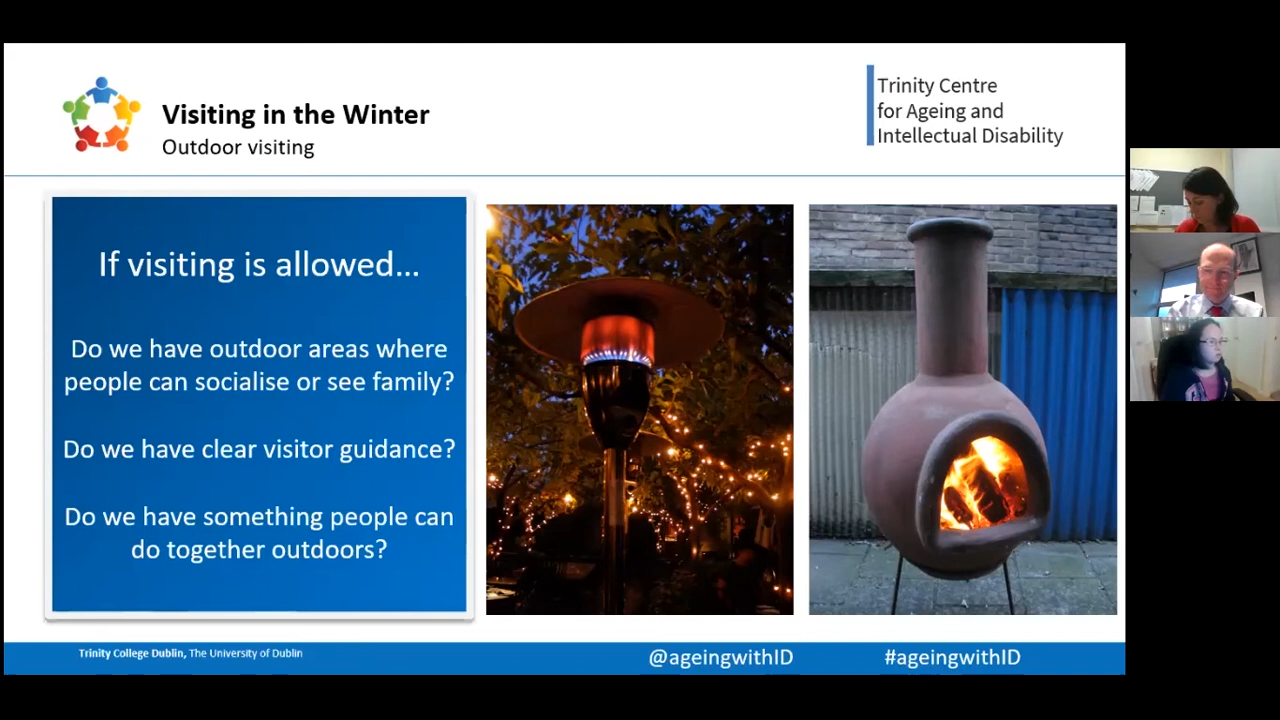 Visiting in the Winter
Outdoor visiting
Trinity Centre
for Ageing and
Intellectual Disability
If visiting is allowed...
Do we have outdoor areas where
people can socialise or see family?
Do we have clear visitor guidance?
Do we have something people can
do together outdoors?
Trinity College Dublin, The University of Dublin
@ageingwithID
#ageingwithID